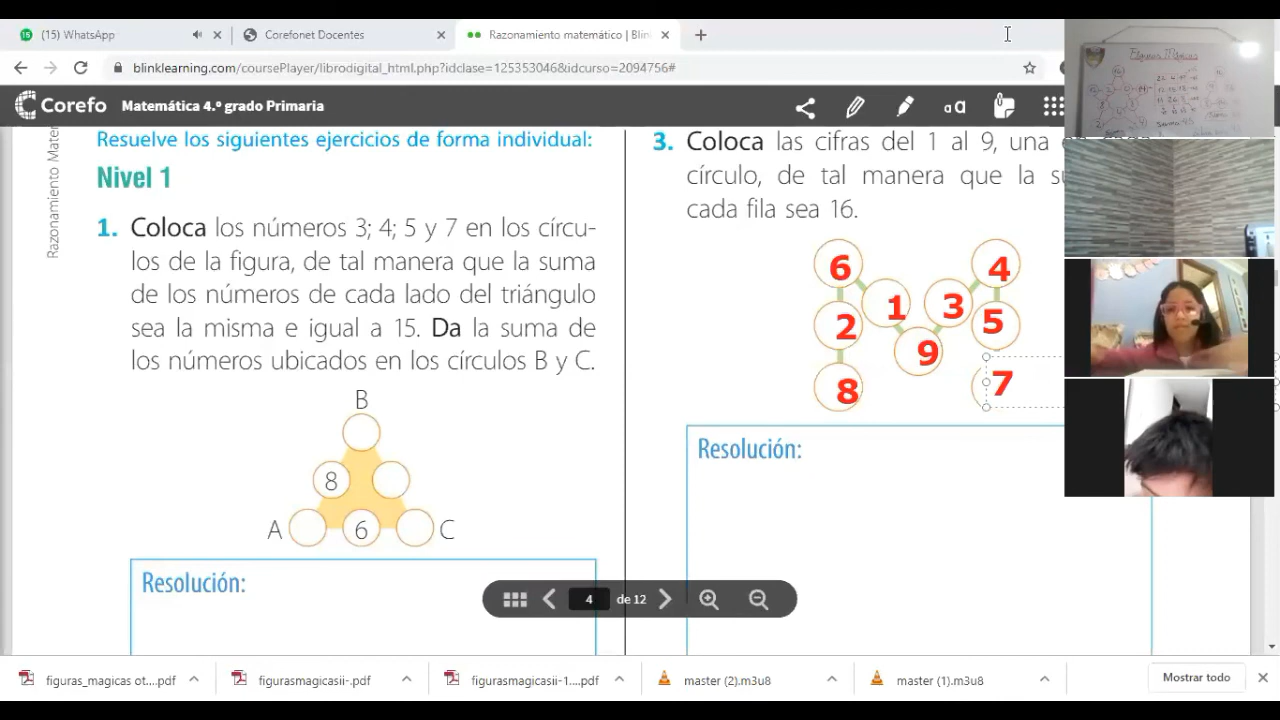 (15) WhatsApp
Corefonet Docentes
Razonamiento matemático | Blin
blinklearning.com/coursePlayer/librodigital_html.php?idclase=125353046&idcurso=2094756#
Corefo
Matemática 4.º grado Primaria
aA
Razonamiento Mater
Resuelve los siguientes ejercicios de forma individual:
Nivel 1
1. Coloca los números 3; 4; 5 y 7 en los círcu-
los de la figura, de tal manera que la suma
de los números de cada lado del triángulo
sea la misma e igual a 15. Da la suma de
los números ubicados en los círculos B y C.
B
8
A 6 C
Resolución:
3. Coloca las cifras del 1 al 9, una
círculo, de tal manera que la
cada fila sea 16.
6 4
1 3
2 5
9
8 7
Resolución:
4 de 12
figuras_magicas ot....pdf
figurasmagicasii-.pdf
figurasmagicasii-1....pdf
master (2).m3u8
master (1).m3u8
Mostrar todo